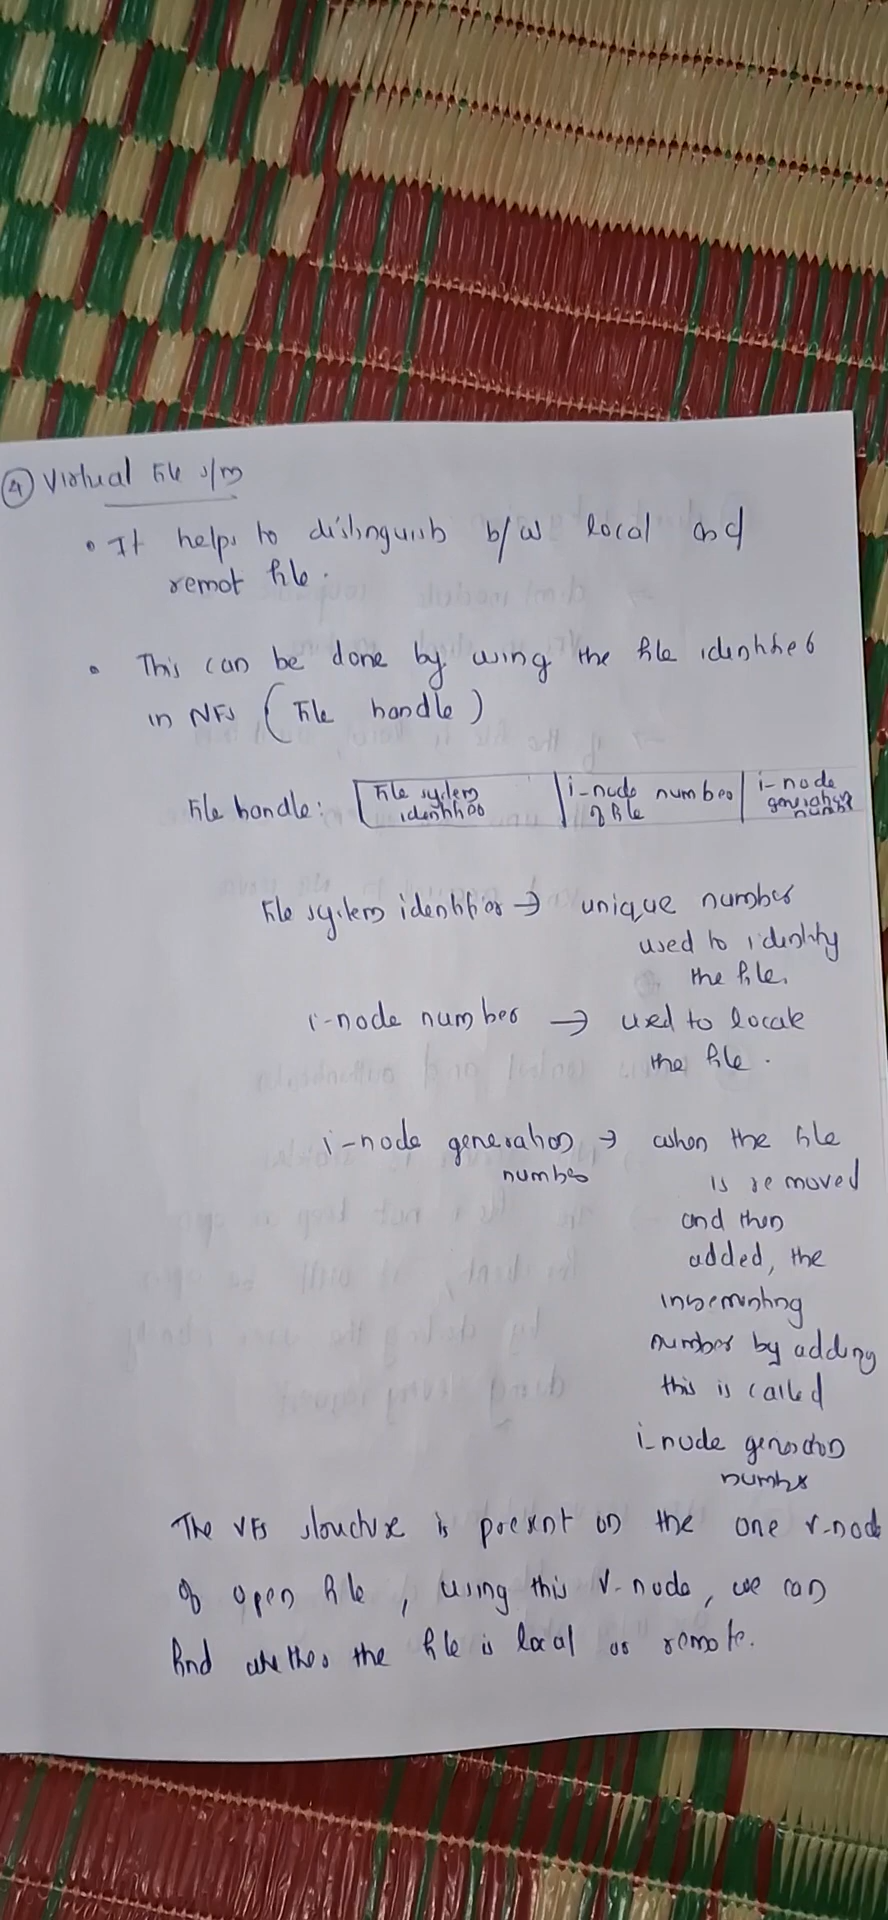 ④ Virtual File s/m
• It helps to distinguish b/w local and
remot file.
• This can be done by using the file identifier
in NFS (File handle)
File handle: File system identifier | i-node number of file | i-node generation number
File system identifier → unique number
used to identify
the file.
i-node number → used to locate
the file.
i-node generation → when the file
number is removed
and then
added, the
incrementing
number by adding
this is called
i-node generation
number
The VFS structure is present on the one v-node
of open file, using this v-node, we can
find whether the file is local or remote.